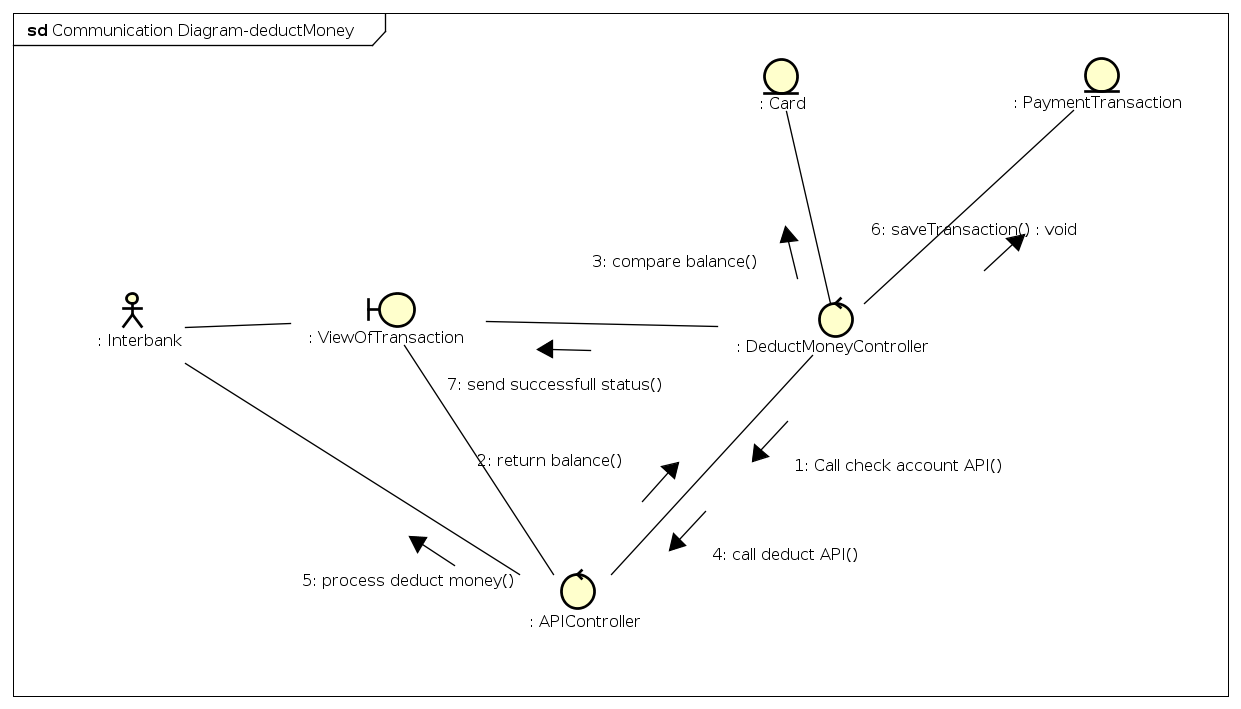 sd Communication Diagram-deductMoney
: Card
: PaymentTransaction
6: saveTransaction() : void
3: compare balance()
: Interbank
: ViewOfTransaction
: DeductMoneyController
7: send successfull status()
2: return balance()
1: Call check account API()
4: call deduct API()
5: process deduct money()
: APIController